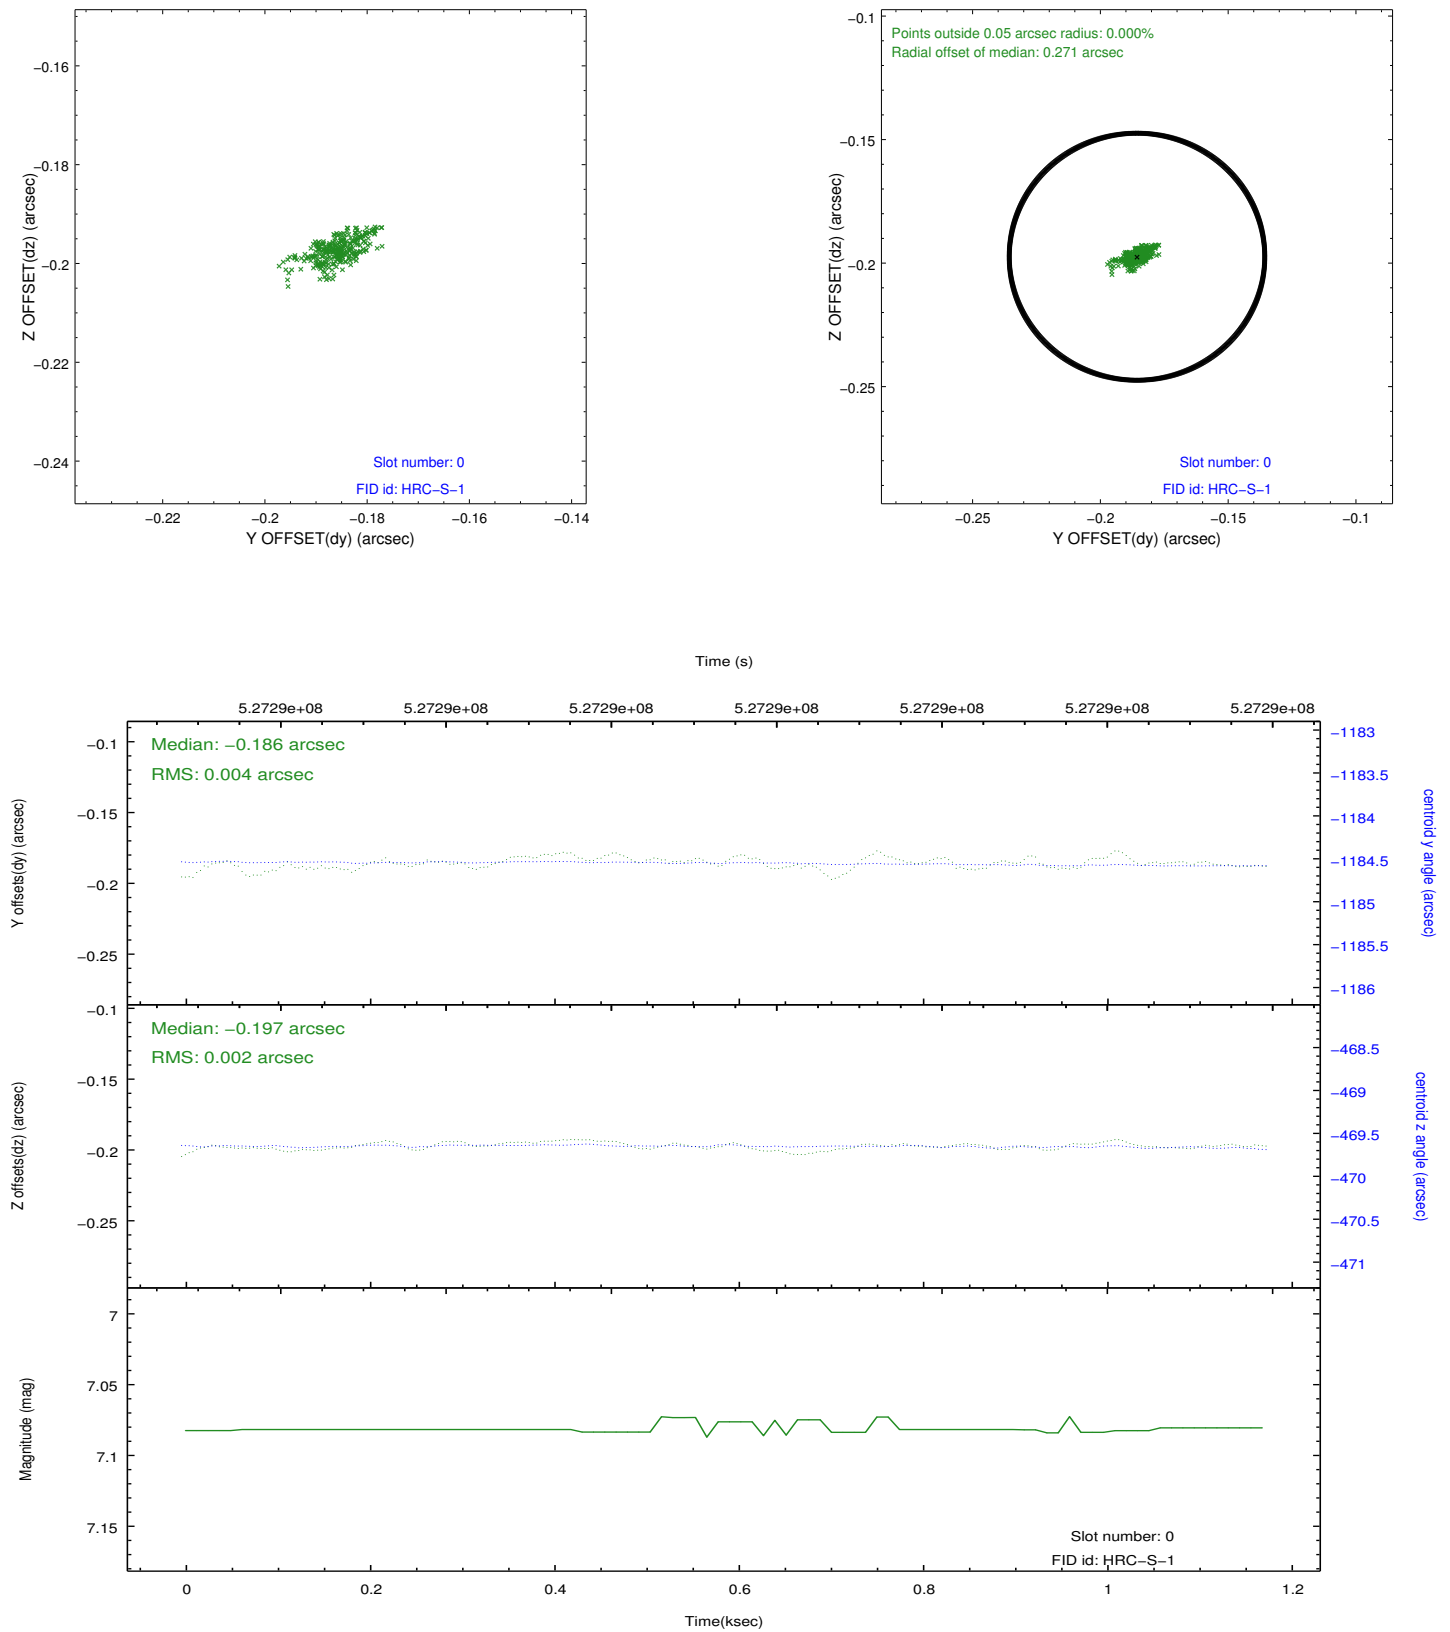 −0.16
−0.18
−0.2
−0.22
−0.24
Z OFFSET(dz) (arcsec)
Slot number: 0
FID id: HRC−S−1
−0.22
−0.2
−0.18
−0.16
−0.14
Y OFFSET(dy) (arcsec)
−0.1
−0.15
−0.2
−0.25
Z OFFSET(dz) (arcsec)
Points outside 0.05 arcsec radius: 0.000%
Radial offset of median: 0.271 arcsec
Slot number: 0
FID id: HRC−S−1
−0.25
−0.2
−0.15
−0.1
Y OFFSET(dy) (arcsec)
Time (s)
5.2729e+08
5.2729e+08
5.2729e+08
5.2729e+08
5.2729e+08
5.2729e+08
5.2729e+08
−0.1
−0.15
−0.2
−0.25
Y offsets(dy) (arcsec)
Median: −0.186 arcsec
RMS: 0.004 arcsec
−1183
−1183.5
−1184
−1184.5
−1185
−1185.5
−1186
centroid y angle (arcsec)
−0.1
−0.15
−0.2
−0.25
Z offsets(dz) (arcsec)
Median: −0.197 arcsec
RMS: 0.002 arcsec
−468.5
−469
−469.5
−470
−470.5
−471
centroid z angle (arcsec)
7
7.05
7.1
7.15
Magnitude (mag)
Slot number: 0
FID id: HRC−S−1
0
0.2
0.4
0.6
0.8
1
1.2
Time(ksec)